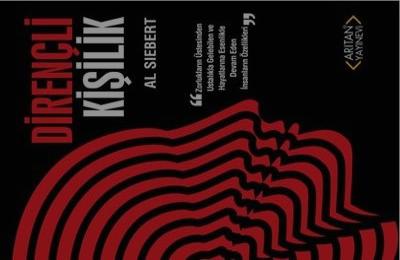 DİRENÇLİ
KİŞİLİK
AL SIEBERT
“Zorlukların Üstesinden
Ustalıkla Gelebilen ve
Hayatlarına Esenlikle
Devam Eden
İnsanların Özellikleri”
ARITAN
YAYINEVİ